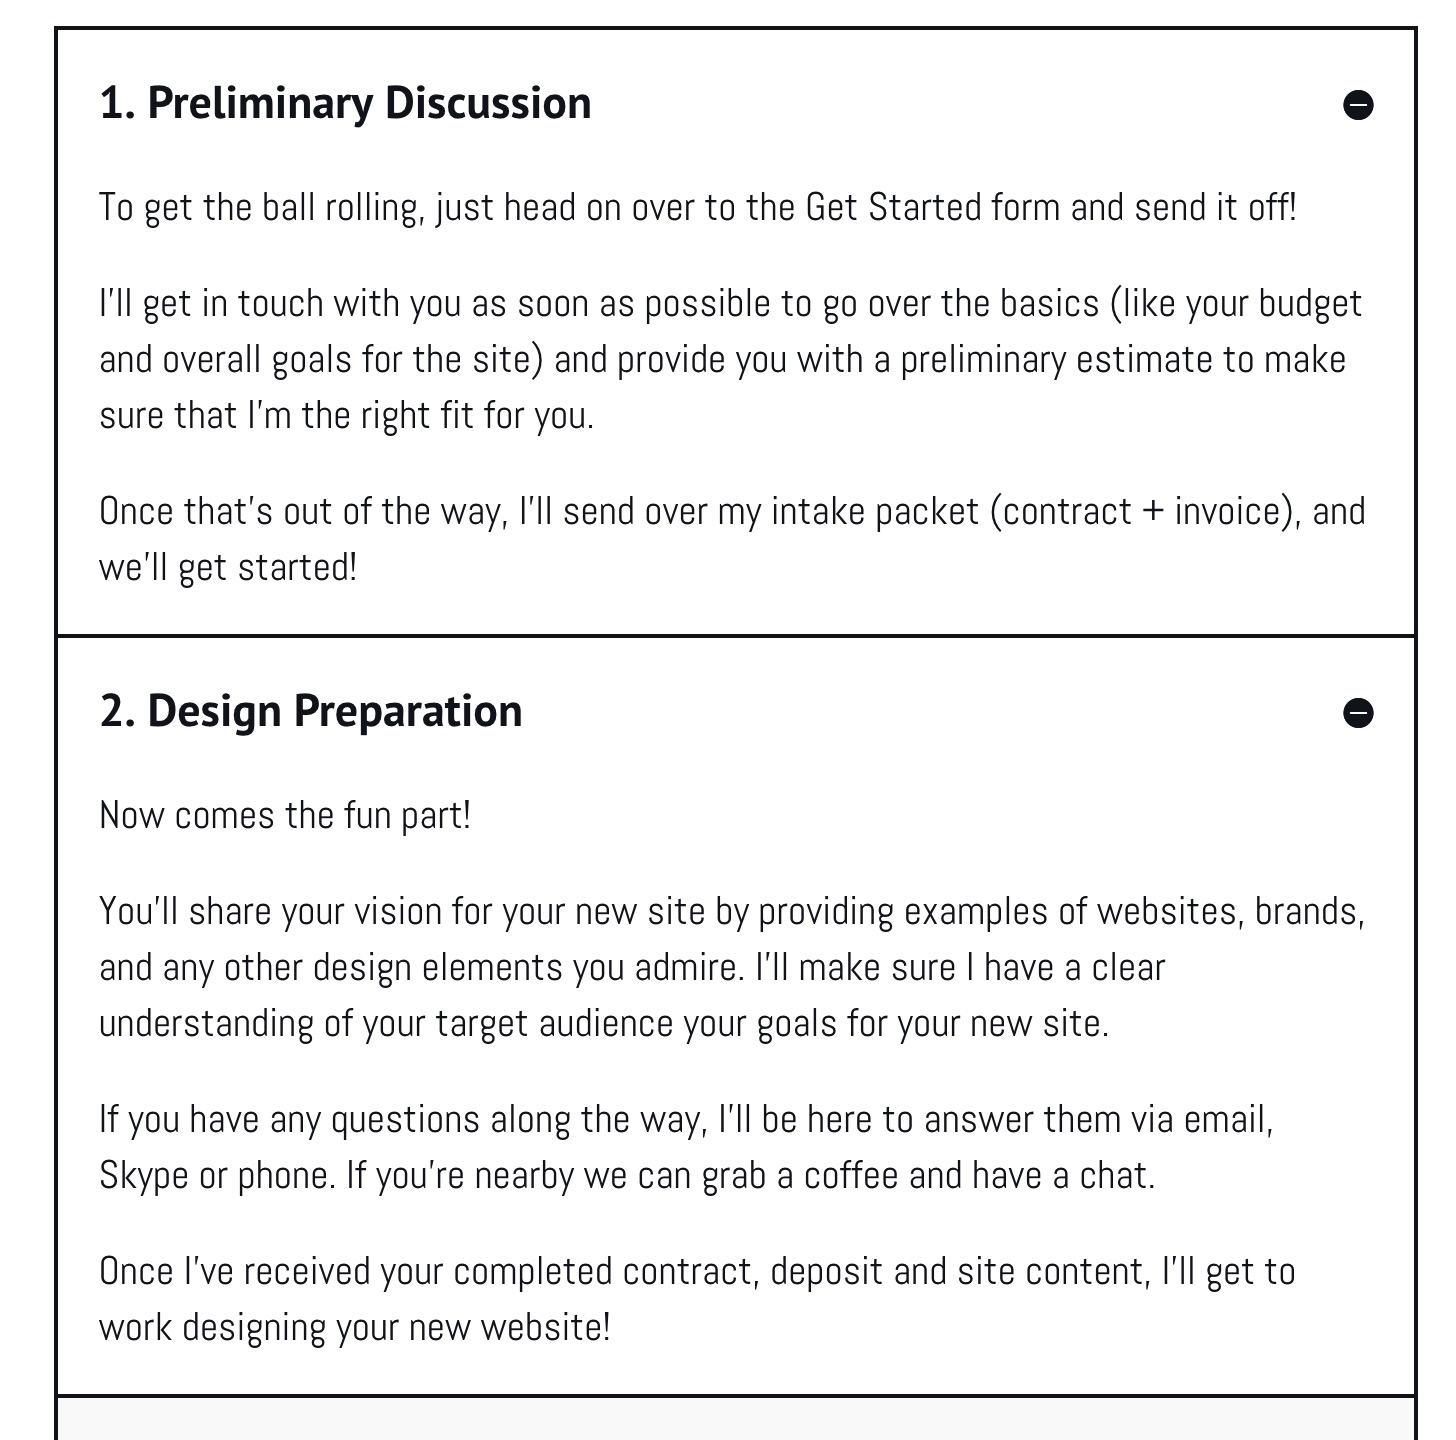 1. Preliminary Discussion
To get the ball rolling, just head on over to the Get Started form and send it off!
I'll get in touch with you as soon as possible to go over the basics (like your budget
and overall goals for the site) and provide you with a preliminary estimate to make
sure that I'm the right fit for you.
Once that's out of the way, I'll send over my intake packet (contract + invoice), and
we'll get started!
2. Design Preparation
Now comes the fun part!
You'll share your vision for your new site by providing examples of websites, brands,
and any other design elements you admire. I'll make sure I have a clear
understanding of your target audience your goals for your new site.
If you have any questions along the way, I'll be here to answer them via email,
Skype or phone. If you're nearby we can grab a coffee and have a chat.
Once I've received your completed contract, deposit and site content, I'll get to
work designing your new website!